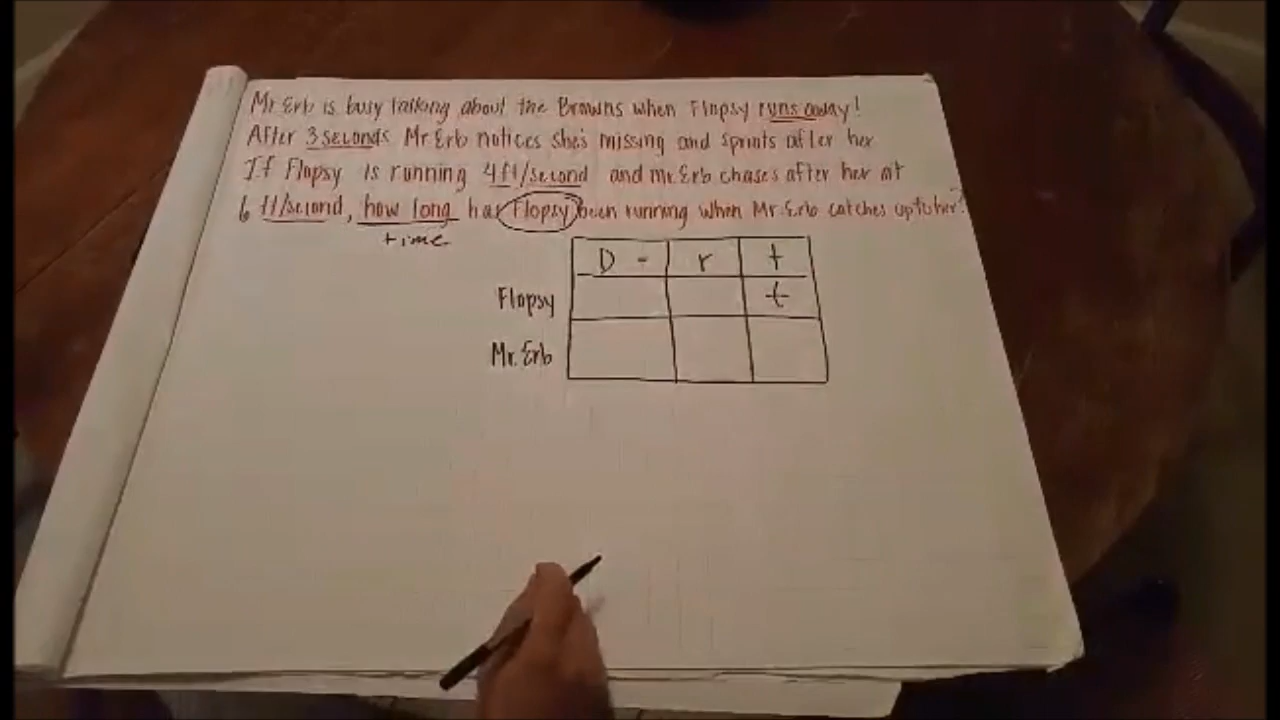 Mr. Erb is busy talking about the Browns when Flopsy runs away!
After 3 seconds Mr. Erb notices she's missing and sprints after her
If Flopsy is running 4 ft/second and Mr. Erb chases after her at
6 ft/second, how long has Flopsy been running when Mr. Erb catches up to her?
time
D - r t
Flopsy t
Mr. Erb